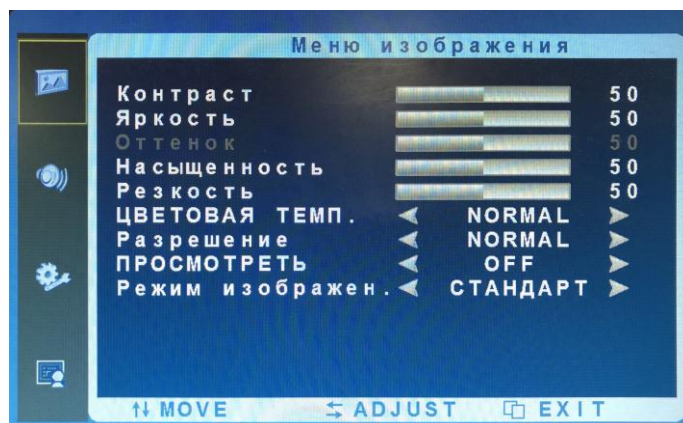 Меню изображения
Контраст 50
Яркость 50
Оттенок 50
Насыщенность 50
Резкость 50
ЦВЕТОВАЯ ТЕМП. NORMAL
Разрешение NORMAL
ПРОСМОТРЕТЬ OFF
Режим изображен. СТАНДАРТ
MOVE ADJUST EXIT